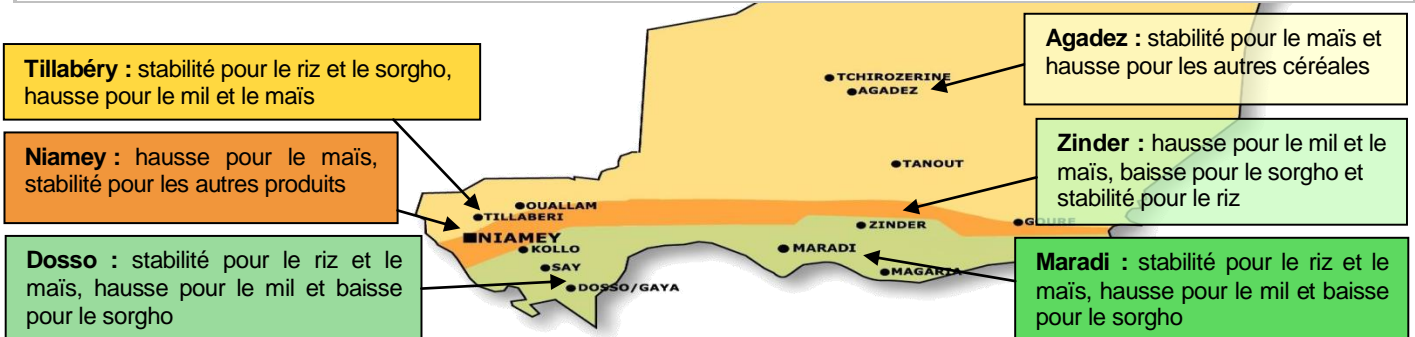 Tillabéry : stabilité pour le riz et le sorgho,
hausse pour le mil et le maïs
Niamey : hausse pour le maïs,
stabilité pour les autres produits
Dosso : stabilité pour le riz et le
maïs, hausse pour le mil et baisse
pour le sorgho
Agadez : stabilité pour le maïs et
hausse pour les autres céréales
Zinder : hausse pour le mil et le
maïs, baisse pour le sorgho et
stabilité pour le riz
Maradi : stabilité pour le riz et le
maïs, hausse pour le mil et baisse
pour le sorgho
TCHIROZERINE
AGADEZ
TANOUT
OUALLAM
TILLABERI
NIAMEY
KOLLO
SAY
DOSSO/GAYA
ZINDER
GOURE
MARADI
MAGARIA